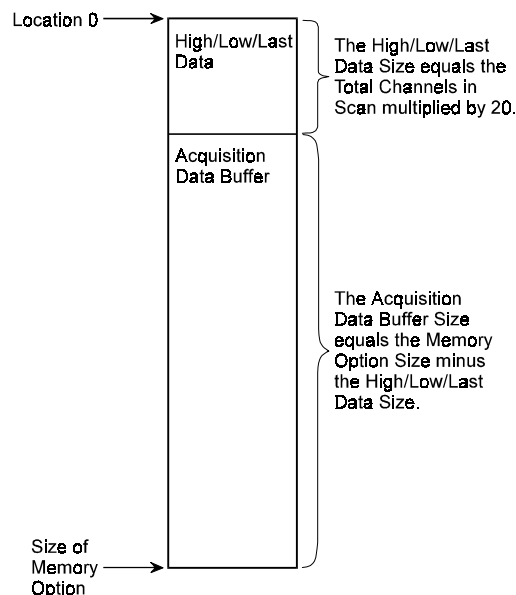 Location 0
High/Low/Last
Data
The High/Low/Last
Data Size equals the
Total Channels in
Scan multiplied by 20.
Acquisition
Data Buffer
The Acquisition
Data Buffer Size
equals the Memory
Option Size minus
the High/Low/Last
Data Size.
Size of
Memory
Option